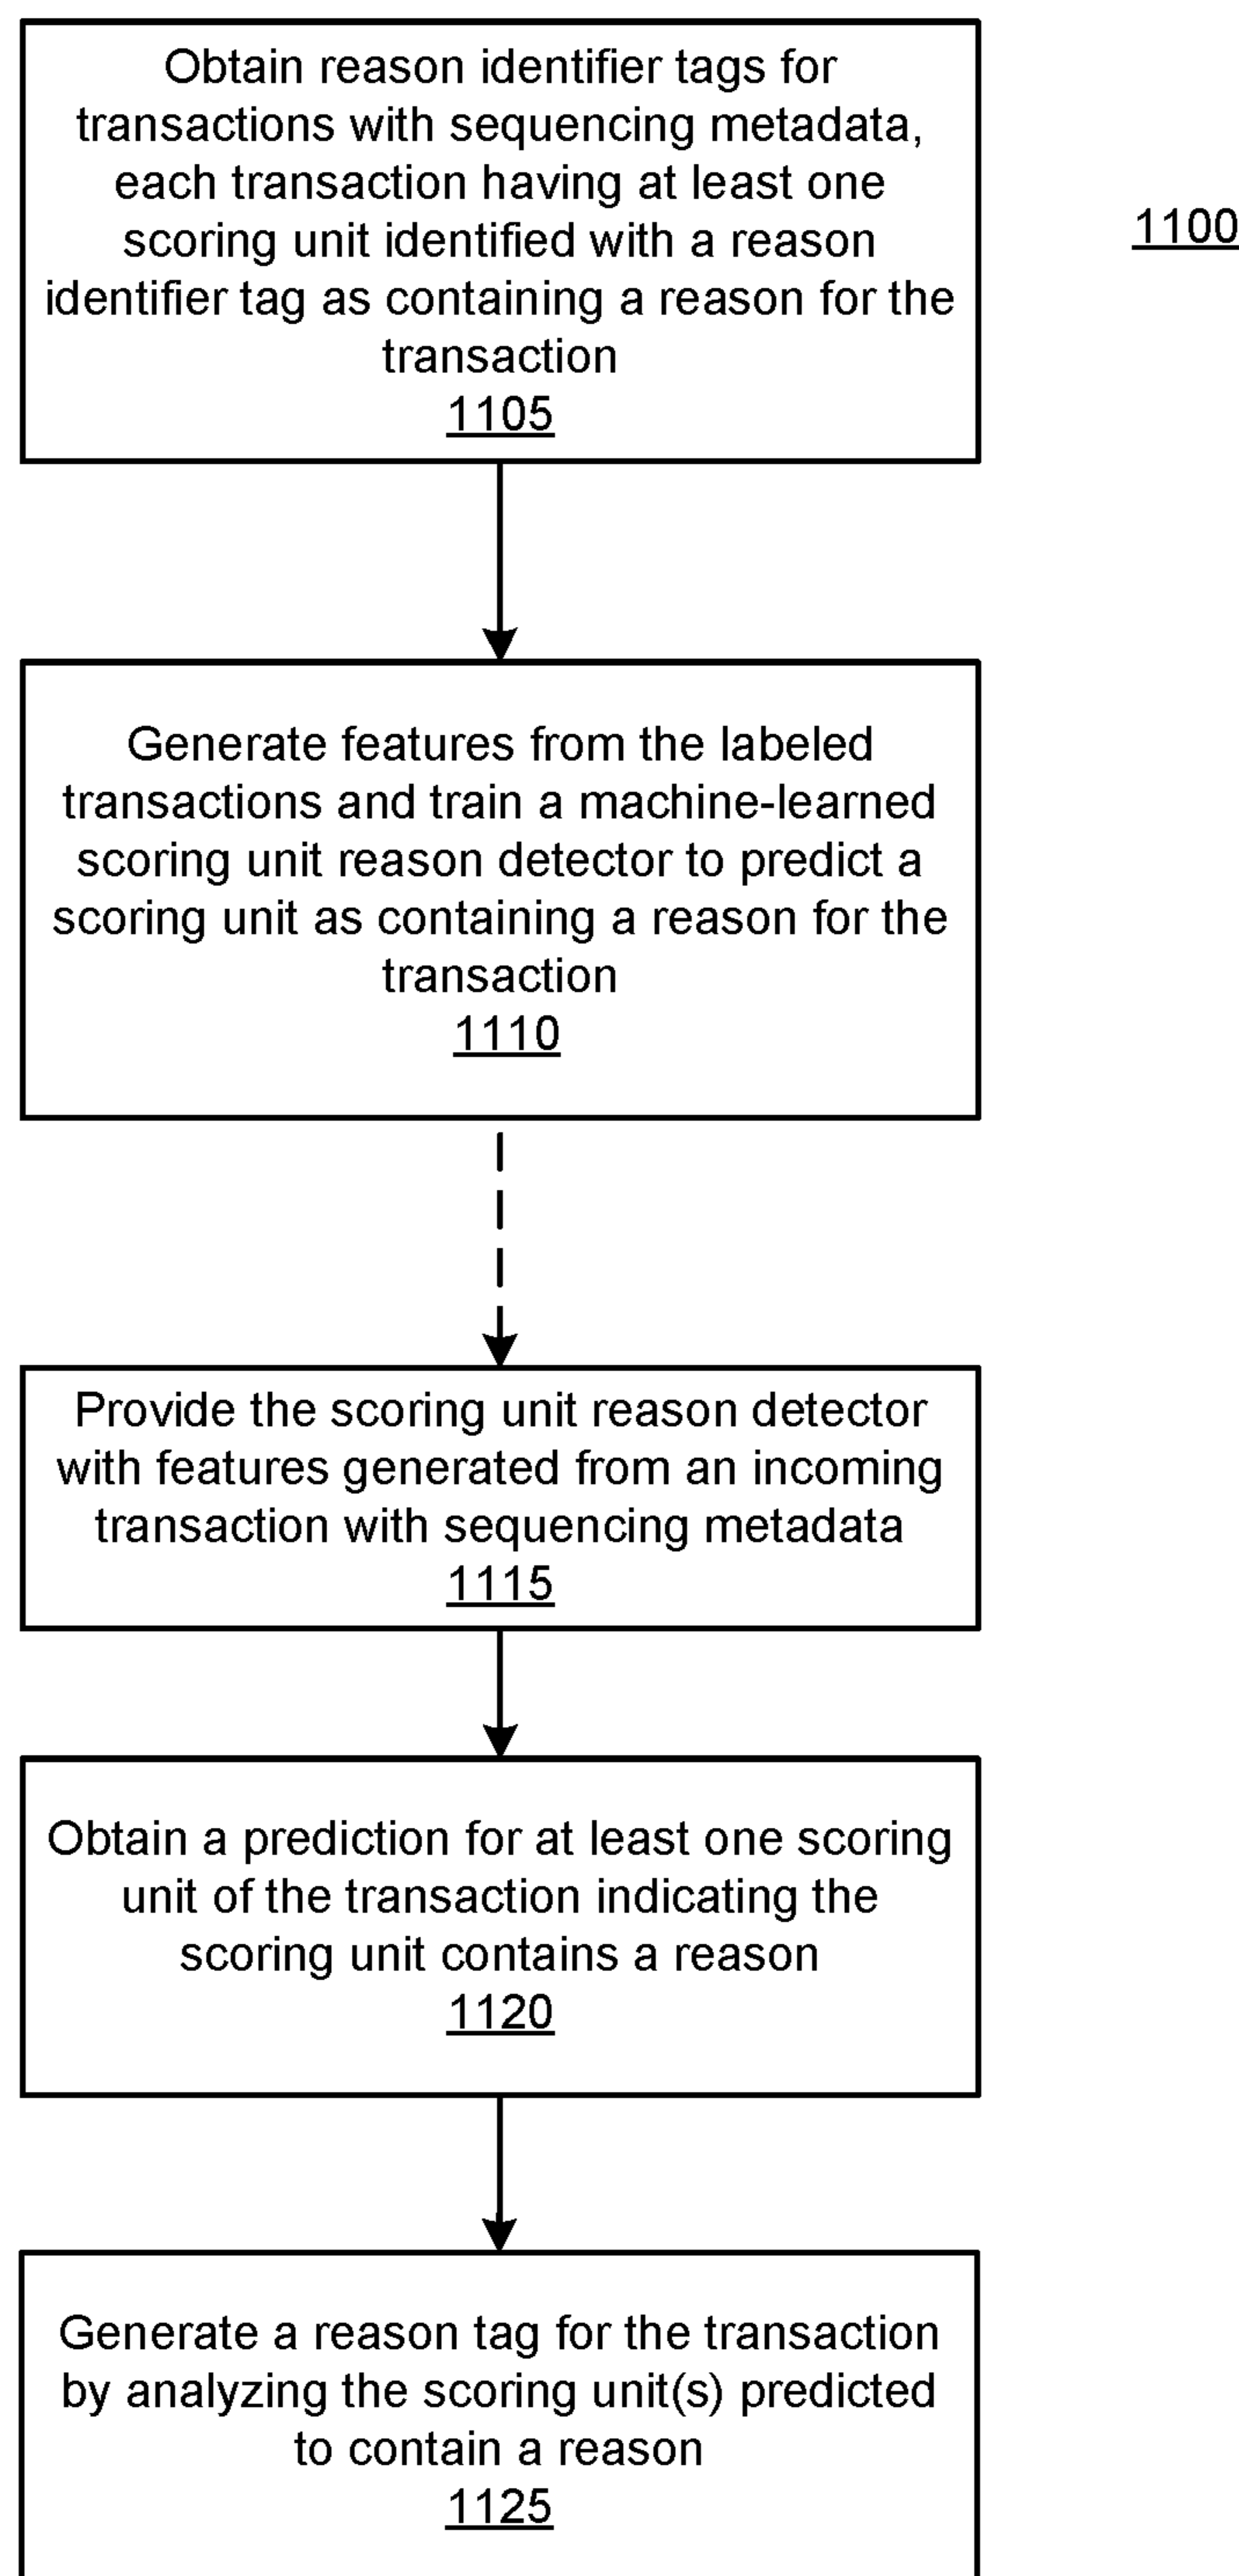 Obtain reason identifier tags for
transactions with sequencing metadata,
each transaction having at least one
scoring unit identified with a reason
identifier tag as containing a reason for the
transaction
1105
1100
Generate features from the labeled
transactions and train a machine-learned
scoring unit reason detector to predict a
scoring unit as containing a reason for the
transaction
1110
Provide the scoring unit reason detector
with features generated from an incoming
transaction with sequencing metadata
1115
Obtain a prediction for at least one scoring
unit of the transaction indicating the
scoring unit contains a reason
1120
Generate a reason tag for the transaction
by analyzing the scoring unit(s) predicted
to contain a reason
1125